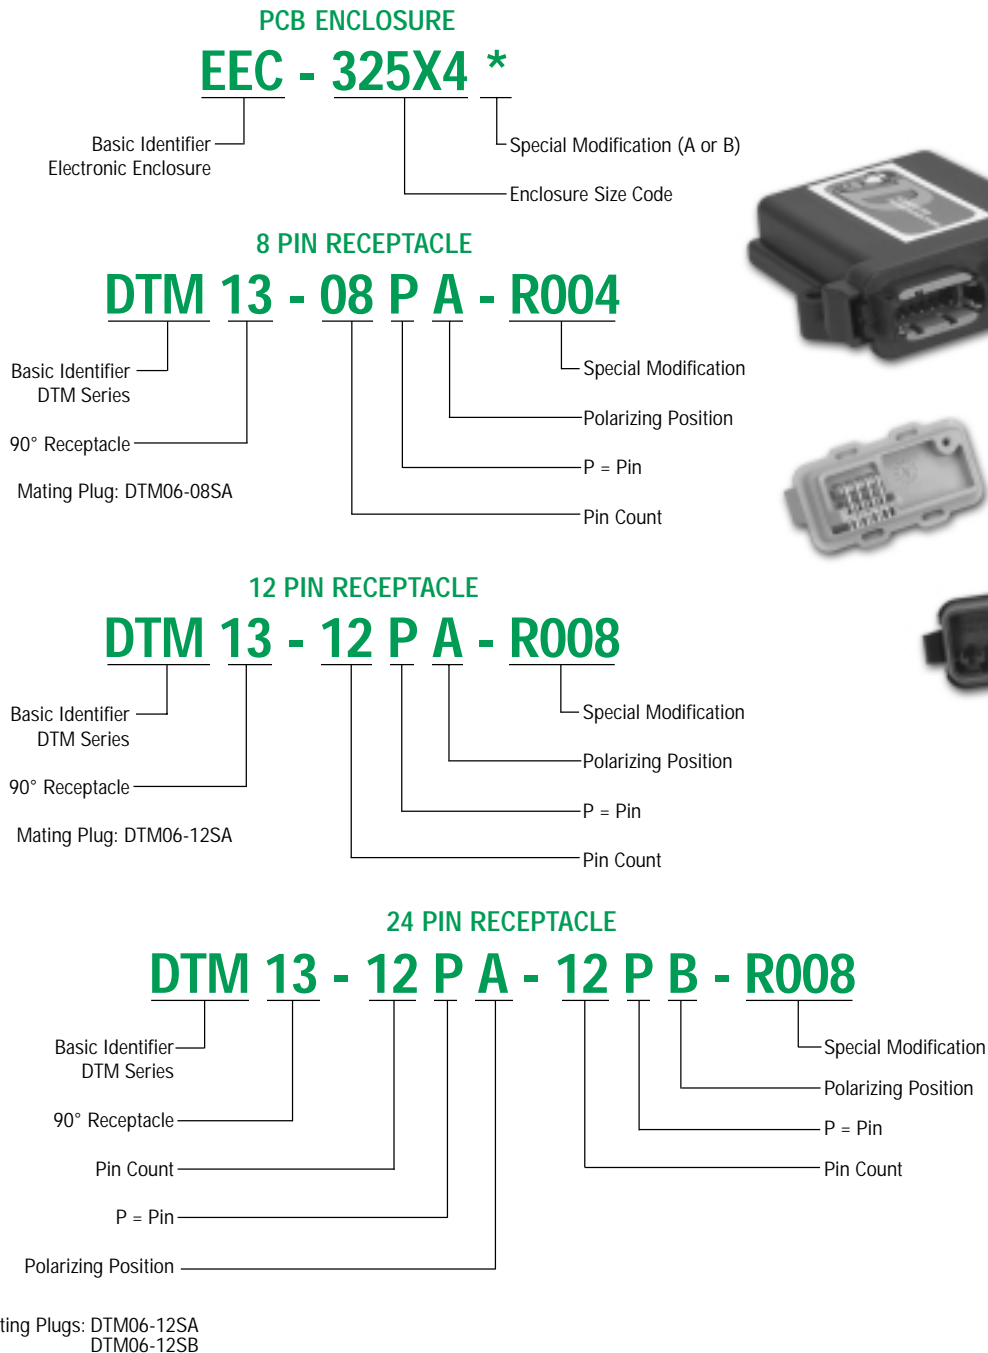 PCB ENCLOSURE
EEC - 325X4 *
Basic Identifier
Electronic Enclosure
Special Modification (A or B)
Enclosure Size Code
8 PIN RECEPTACLE
DTM 13 - 08 P A - R004
Basic Identifier
DTM Series
90° Receptacle
Mating Plug: DTM06-08SA
Special Modification
Polarizing Position
P = Pin
Pin Count
12 PIN RECEPTACLE
DTM 13 - 12 P A - R008
Basic Identifier
DTM Series
90° Receptacle
Mating Plug: DTM06-12SA
Special Modification
Polarizing Position
P = Pin
Pin Count
24 PIN RECEPTACLE
DTM 13 - 12 P A - 12 P B - R008
Basic Identifier
DTM Series
90° Receptacle
Pin Count
P = Pin
Polarizing Position
Special Modification
Polarizing Position
P = Pin
Pin Count
ting Plugs: DTM06-12SA
DTM06-12SB